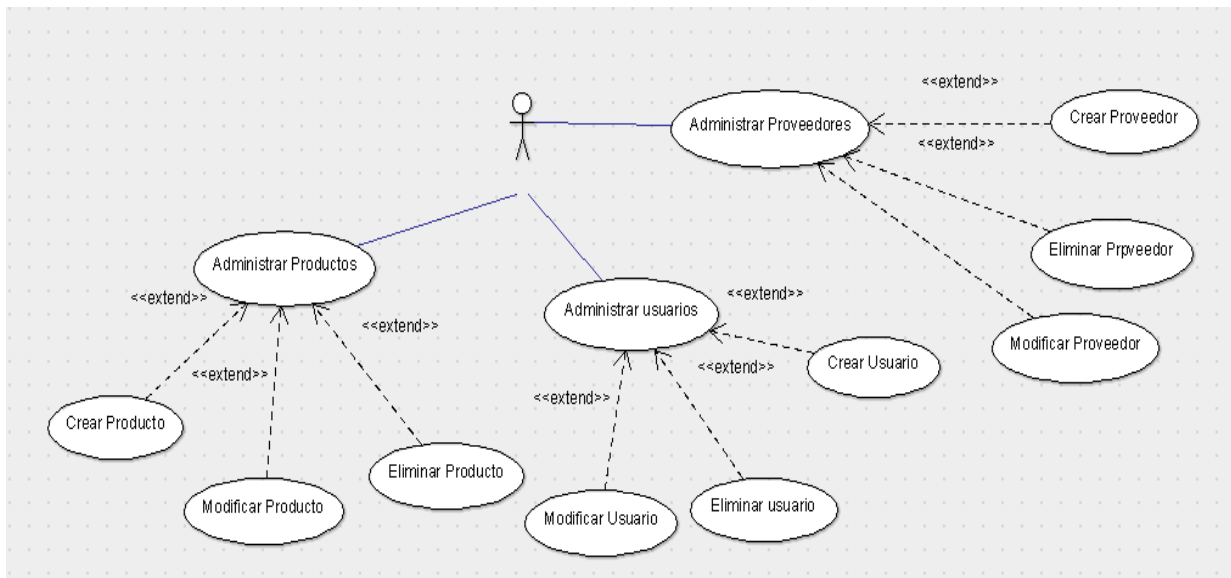 <<extend>>
Administrar Proveedores
Crear Proveedor
<<extend>>
Eliminar Prpveedor
Modificar Proveedor
Administrar Productos
<<extend>>
<<extend>>
<<extend>>
Crear Producto
Modificar Producto
Eliminar Producto
Administrar usuarios
<<extend>>
<<extend>>
<<extend>>
Crear Usuario
Modificar Usuario
Eliminar usuario